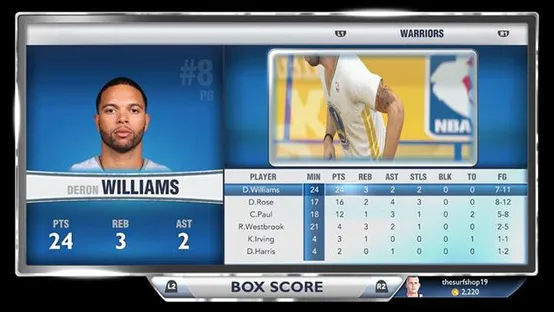 L1 WARRIORS R1
#8
PG
NBA
DERON WILLIAMS
PTS REB AST
24 3 2
PLAYER MIN PTS REB AST STLS BLK TO FG
D.Williams 24 24 3 2 2 0 0 7-11
D.Rose 17 16 2 4 3 0 0 8-12
C.Paul 18 12 1 3 1 0 2 5-8
R.Westbrook 21 4 3 2 0 0 0 2-5
K.Irving 4 3 1 1 0 0 1 1-1
D.Harris 4 2 0 1 0 0 0 1-2
L2 BOX SCORE R2
thesurfshop19
2,220